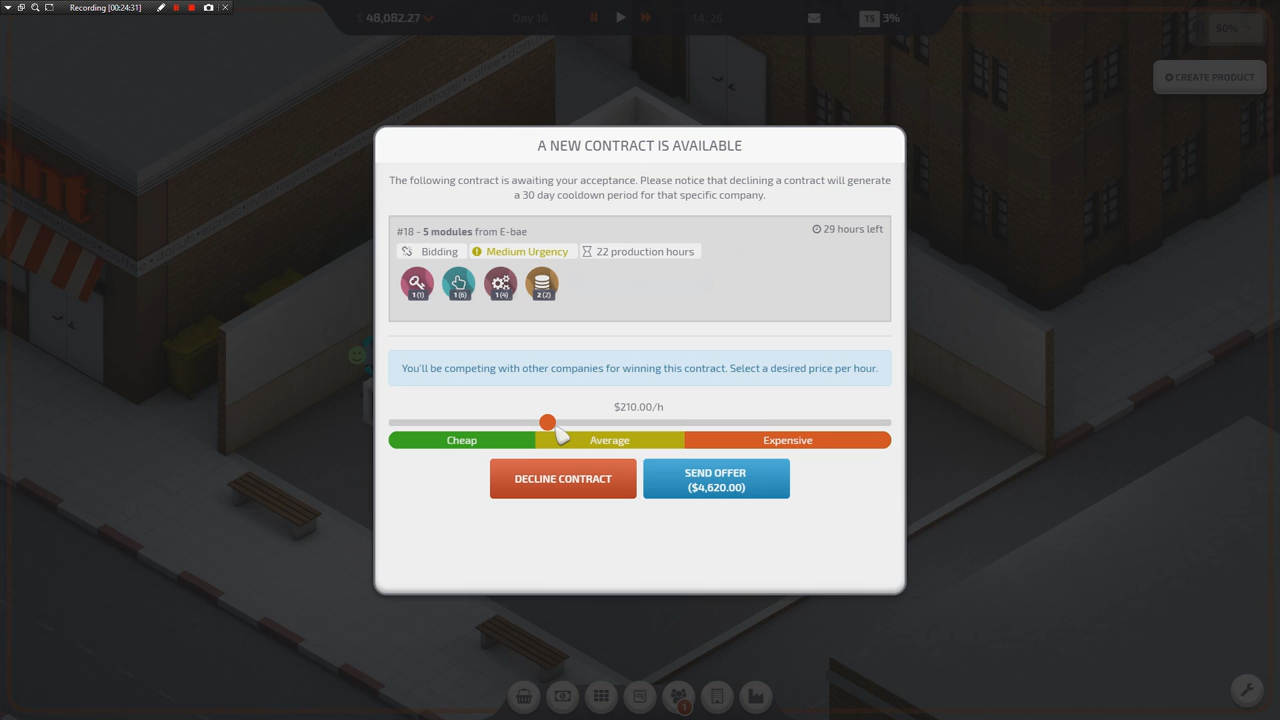 Recording [00:24:31]
$ 48,082.27
Day 16
14: 26
TS 3%
50%
CREATE PRODUCT
A NEW CONTRACT IS AVAILABLE
The following contract is awaiting your acceptance. Please notice that declining a contract will generate
a 30 day cooldown period for that specific company.
#18 - 5 modules from E-bae
29 hours left
Bidding
Medium Urgency
22 production hours
1(1)
1(6)
1(4)
2(2)
You'll be competing with other companies for winning this contract. Select a desired price per hour.
$210.00/h
Cheap
Average
Expensive
DECLINE CONTRACT
SEND OFFER
($4,620.00)
1